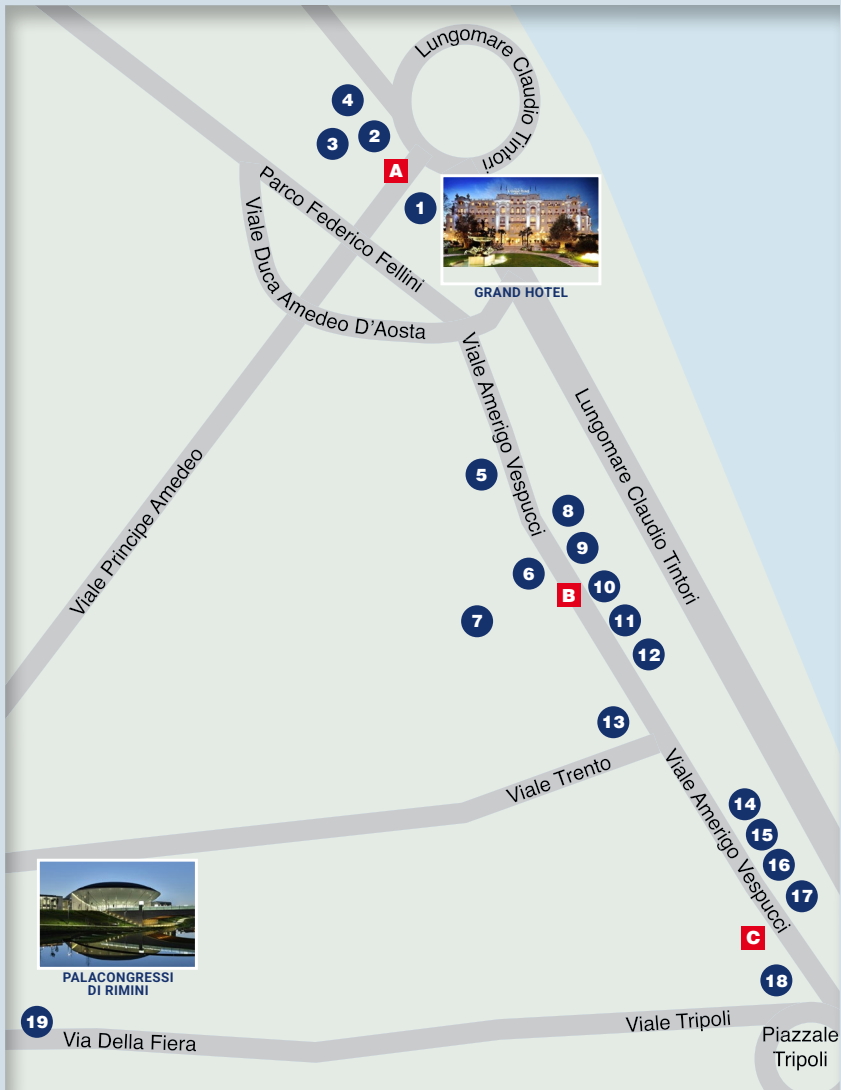 Lungomare Claudio Tintori
4
2
3
A
1
Parco Federico Fellini
Viale Duca Amedeo D'Aosta
GRAND HOTEL
Viale Amerigo Vespucci
Lungomare Claudio Tintori
Viale Principe Amedeo
5
8
9
6
10
B
7
11
12
13
Viale Trento
Viale Amerigo Vespucci
14
15
16
17
C
18
PALACONGRESSI
DI RIMINI
19
Via Della Fiera
Viale Tripoli
Piazzale
Tripoli